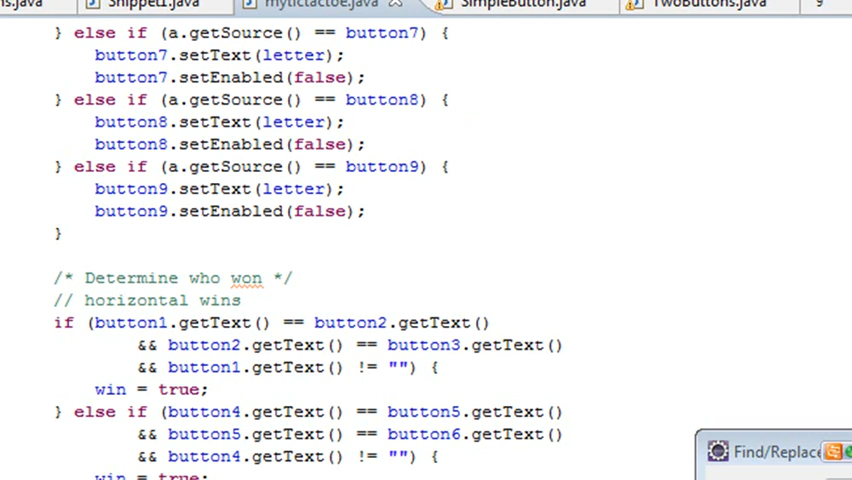 Snippet1.java mytictactoe.java SimpleButton.java TwoButtons.java
} else if (a.getSource() == button7) {
button7.setText(letter);
button7.setEnabled(false);
} else if (a.getSource() == button8) {
button8.setText(letter);
button8.setEnabled(false);
} else if (a.getSource() == button9) {
button9.setText(letter);
button9.setEnabled(false);
}
/* Determine who won */
// horizontal wins
if (button1.getText() == button2.getText()
&& button2.getText() == button3.getText()
&& button1.getText() != "") {
win = true;
} else if (button4.getText() == button5.getText()
&& button5.getText() == button6.getText()
&& button4.getText() != "") {
win = true;
Find/Replace